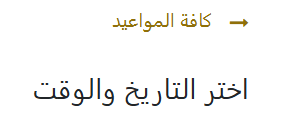 → كافة المواعيد
اختر التاريخ والوقت